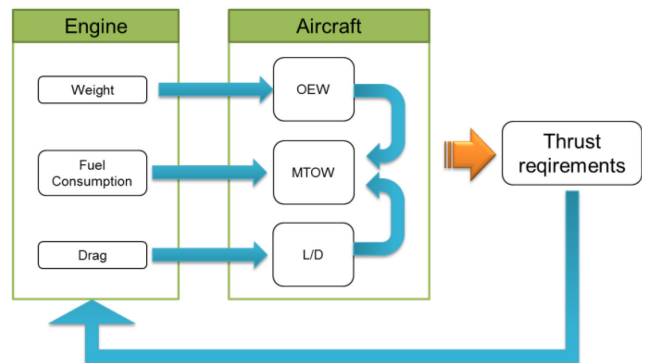 Engine
Aircraft
Weight
OEW
Fuel
Consumption
MTOW
Drag
L/D
Thrust
reqirements